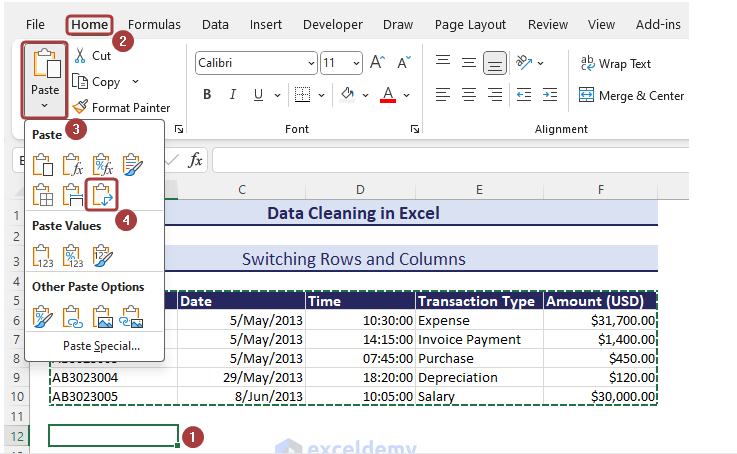 File Home Formulas Data Insert Developer Draw Page Layout Review View Add-ins
2
Paste
Cut
Copy
Format Painter
Calibri 11 A A
B I U A
ab Wrap Text
Merge & Center
Font Alignment
Paste 3
fx % fx
4
Paste Values
123 % 123 123
Other Paste Options
Paste Special...
fx
C D E F
1 Data Cleaning in Excel
2
3 Switching Rows and Columns
4
5 Date Time Transaction Type Amount (USD)
6 5/May/2013 10:30:00 Expense $31,700.00
7 5/May/2013 14:15:00 Invoice Payment $1,400.00
8 5/May/2013 07:45:00 Purchase $450.00
9 AB3023004 29/May/2013 18:20:00 Depreciation $120.00
10 AB3023005 8/Jun/2013 10:05:00 Salary $30,000.00
11
12 1
exceldemy